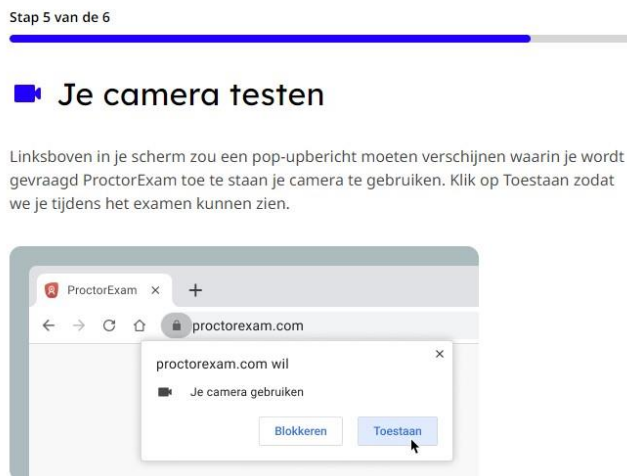 Stap 5 van de 6
Je camera testen
Linksboven in je scherm zou een pop-upbericht moeten verschijnen waarin je wordt
gevraagd ProctorExam toe te staan je camera te gebruiken. Klik op Toestaan zodat
we je tijdens het examen kunnen zien.
ProctorExam
proctorexam.com
proctorexam.com wil
Je camera gebruiken
Blokkeren Toestaan